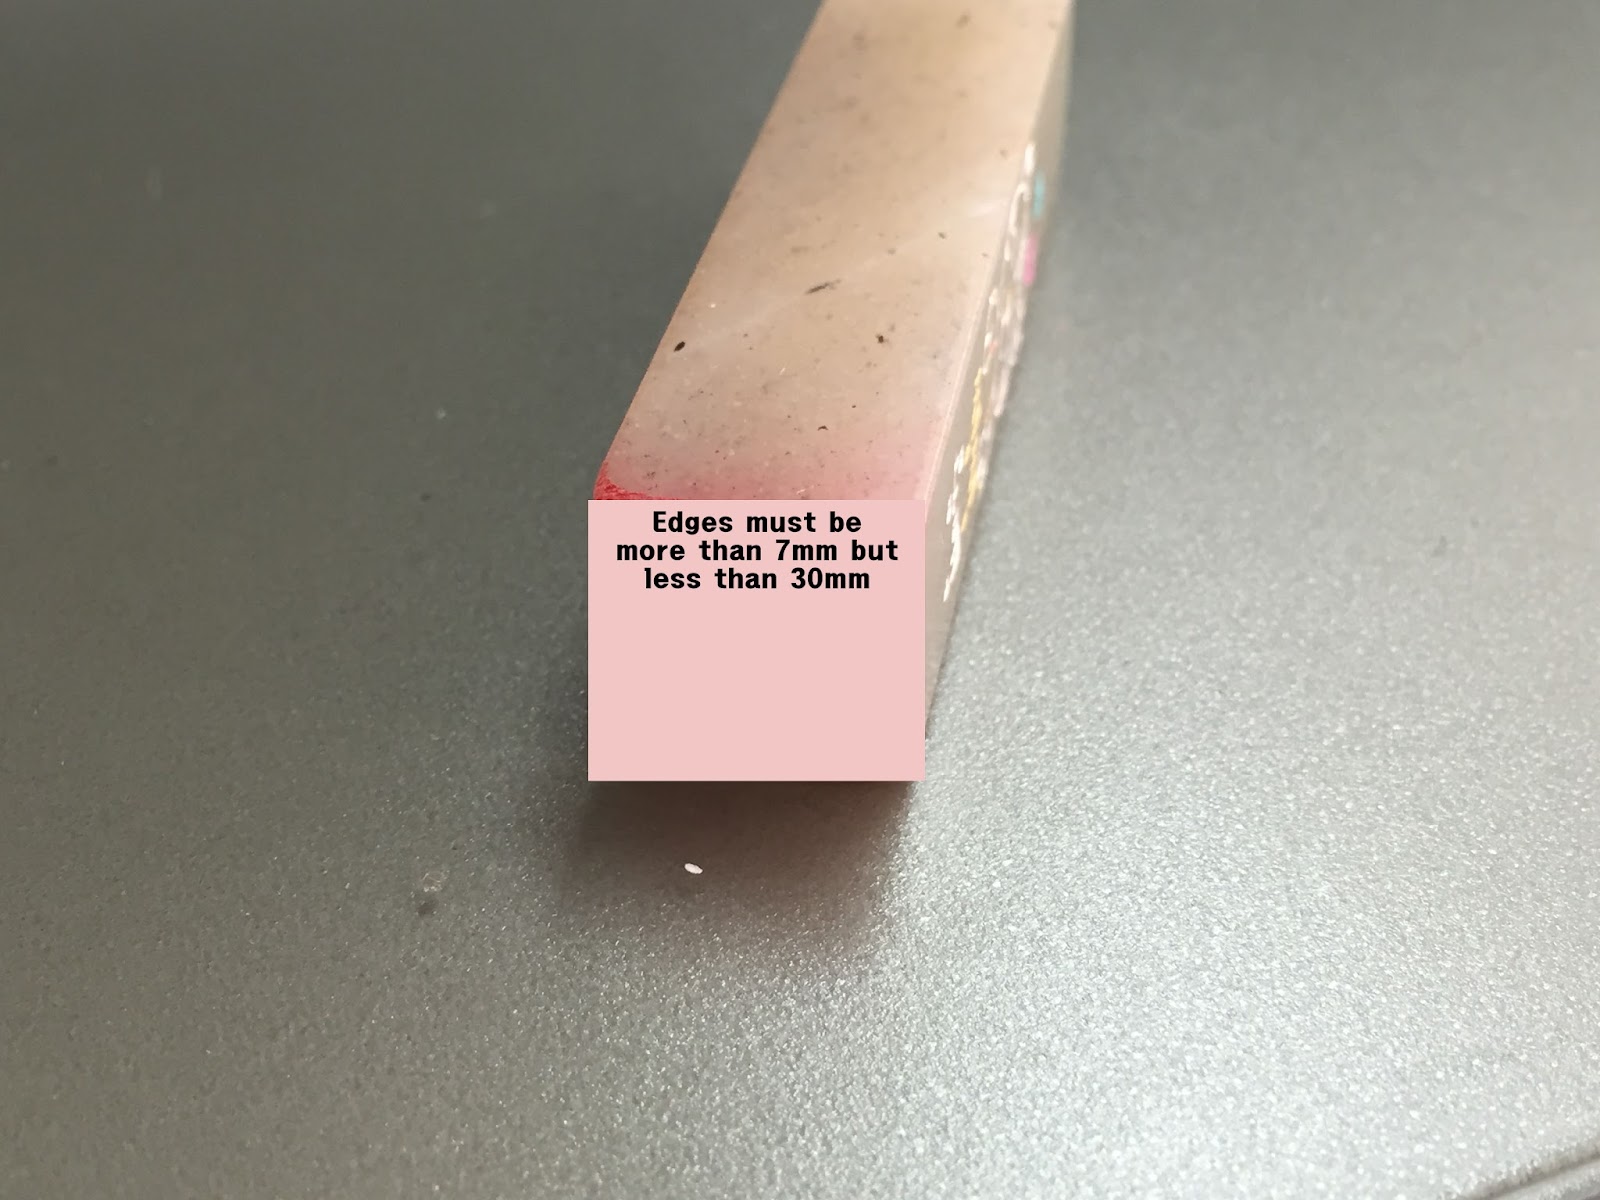 Edges must be
more than 7mm but
less than 30mm